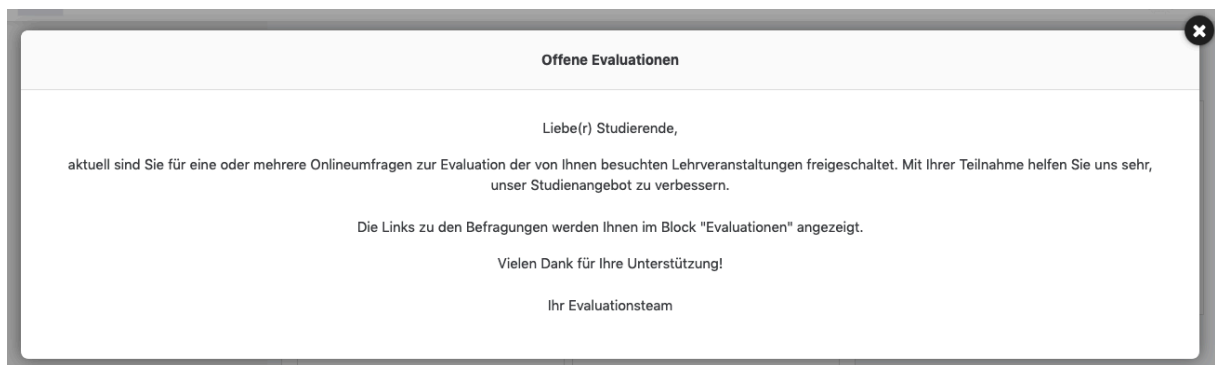 Offene Evaluationen
Liebe(r) Studierende,
aktuell sind Sie für eine oder mehrere Onlineumfragen zur Evaluation der von Ihnen besuchten Lehrveranstaltungen freigeschaltet. Mit Ihrer Teilnahme helfen Sie uns sehr,
unser Studienangebot zu verbessern.
Die Links zu den Befragungen werden Ihnen im Block "Evaluationen" angezeigt.
Vielen Dank für Ihre Unterstützung!
Ihr Evaluationsteam